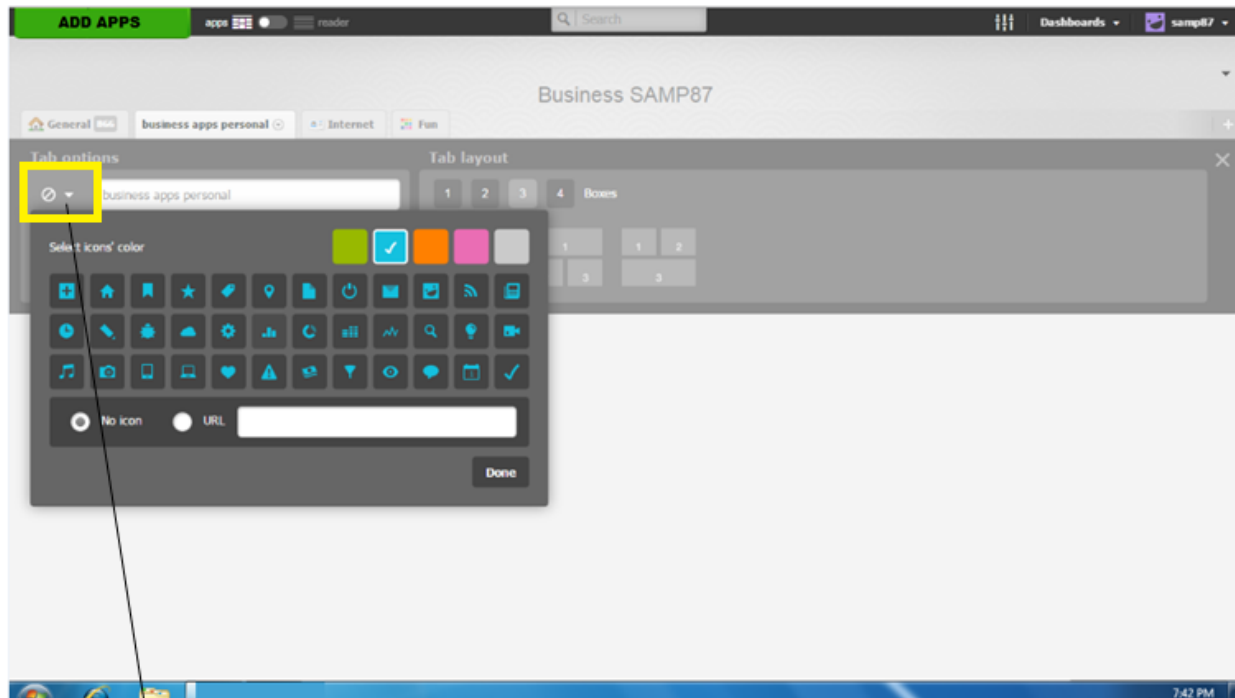 ADD APPS apps reader Search Dashboards samp87
Business SAMP87
General business apps personal Internet Fun
Tab options Tab layout
business apps personal 1 2 3 4 Boxes
Select icons' color
1 1 2
3 3
No icon URL
Done
7:42 PM